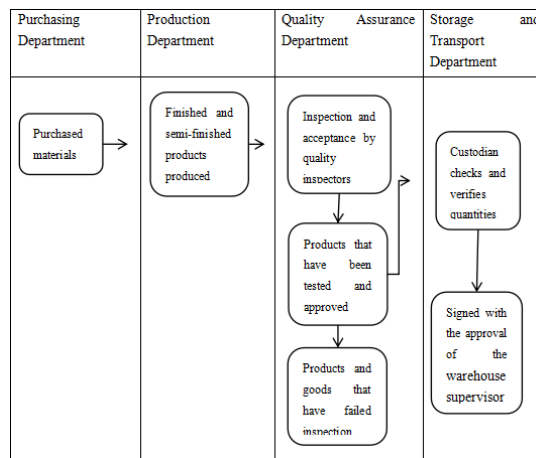 Purchasing
Department
Production
Department
Quality Assurance
Department
Storage and
Transport
Department
Purchased
materials
Finished and
semi-finished
products
produced
Inspection and
acceptance by
quality
inspectors
Products that
have been
tested and
approved
Products and
goods that
have failed
inspection
Custodian
checks and
verifies
quantities
Signed with
the approval
of the
warehouse
supervisor